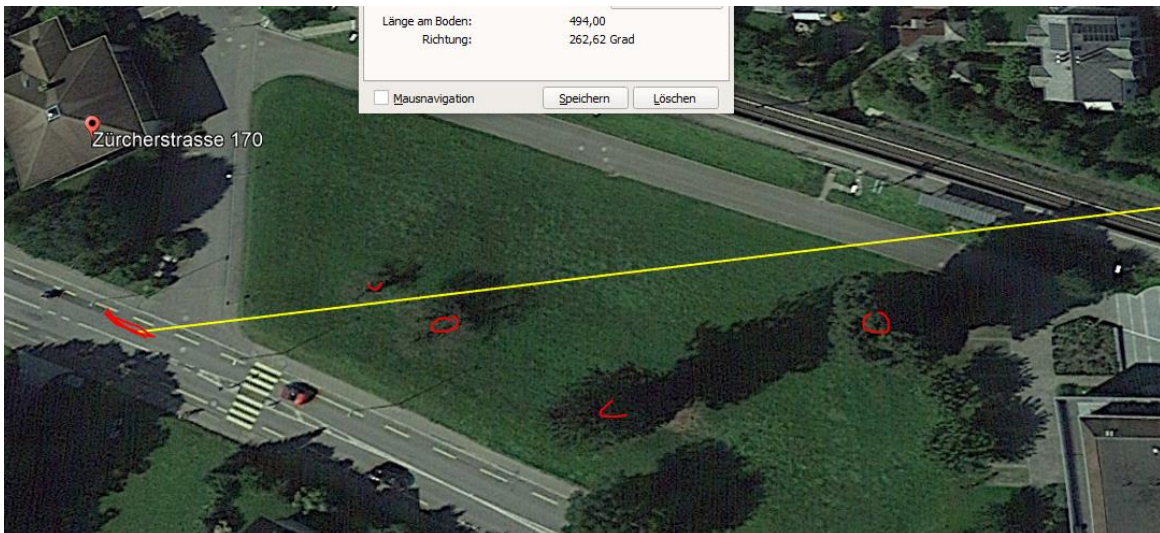 Länge am Boden: 494,00
Richtung: 262,62 Grad
Mausnavigation Speichern Löschen
Zürcherstrasse 170